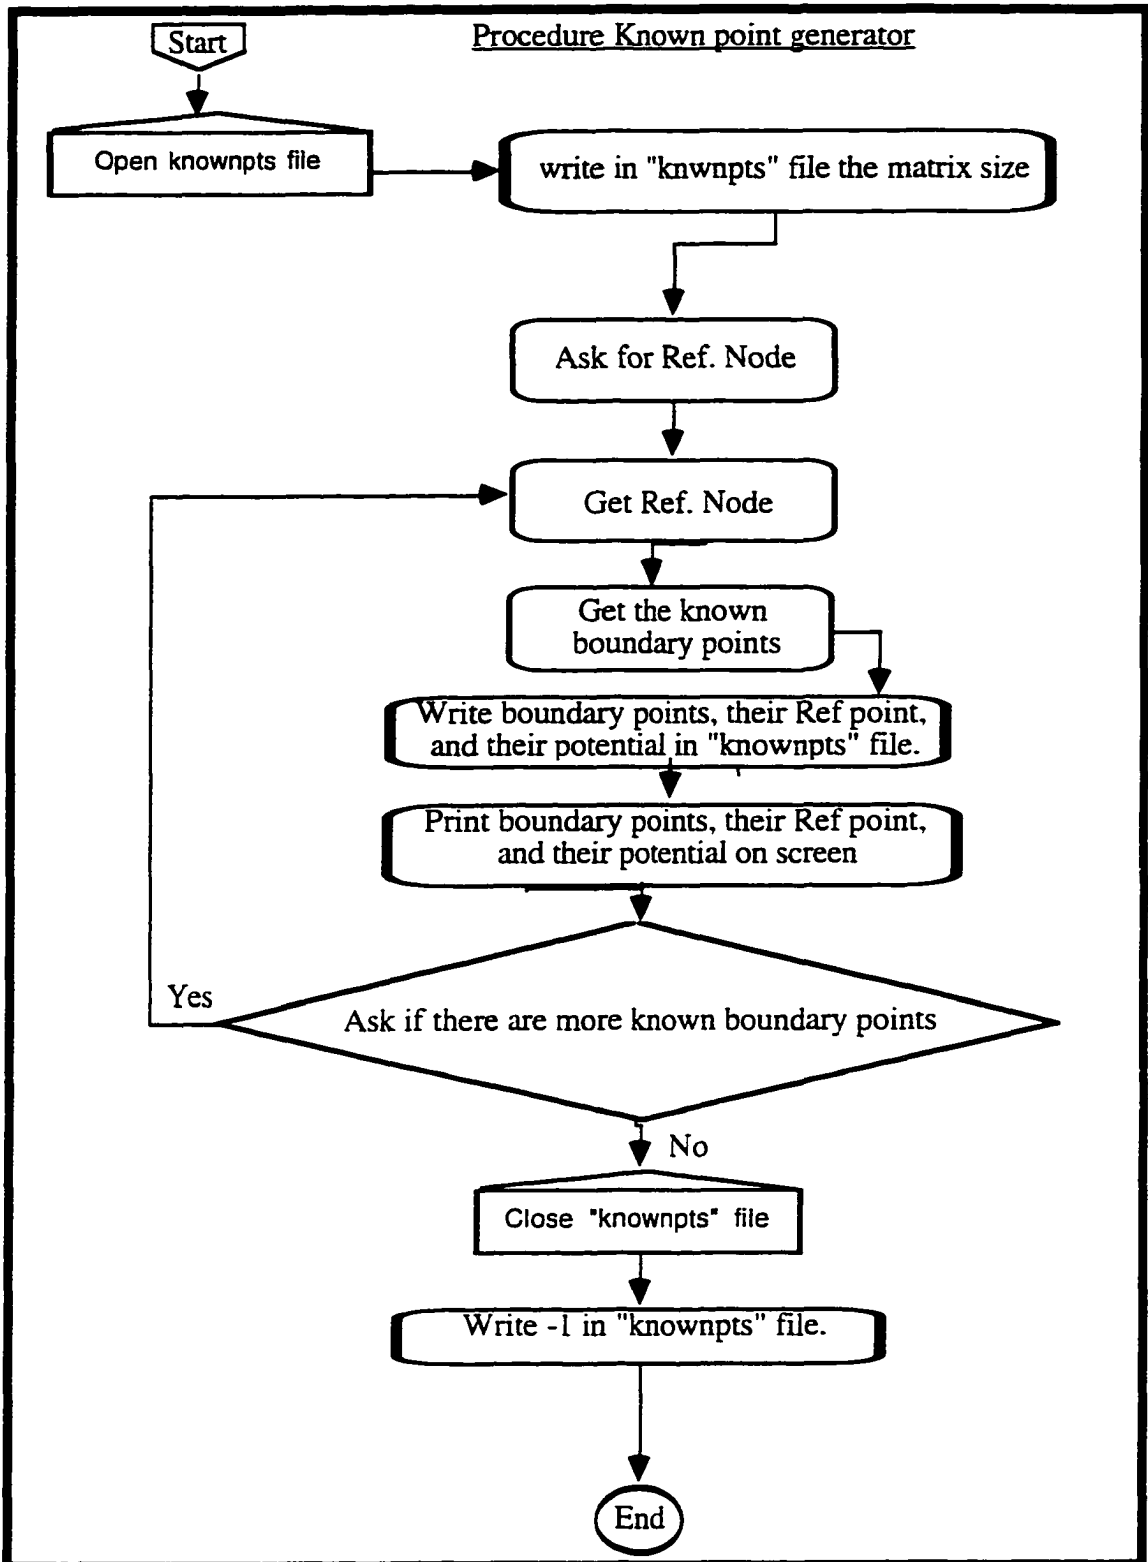 Procedure Known point generator
Start
Open knownpts file
write in "knwnpts" file the matrix size
Ask for Ref. Node
Get Ref. Node
Get the known
boundary points
Write boundary points, their Ref point,
and their potential in "knownpts" file.
Print boundary points, their Ref point,
and their potential on screen
Ask if there are more known boundary points
Yes
No
Close "knownpts" file
Write -1 in "knownpts" file.
End